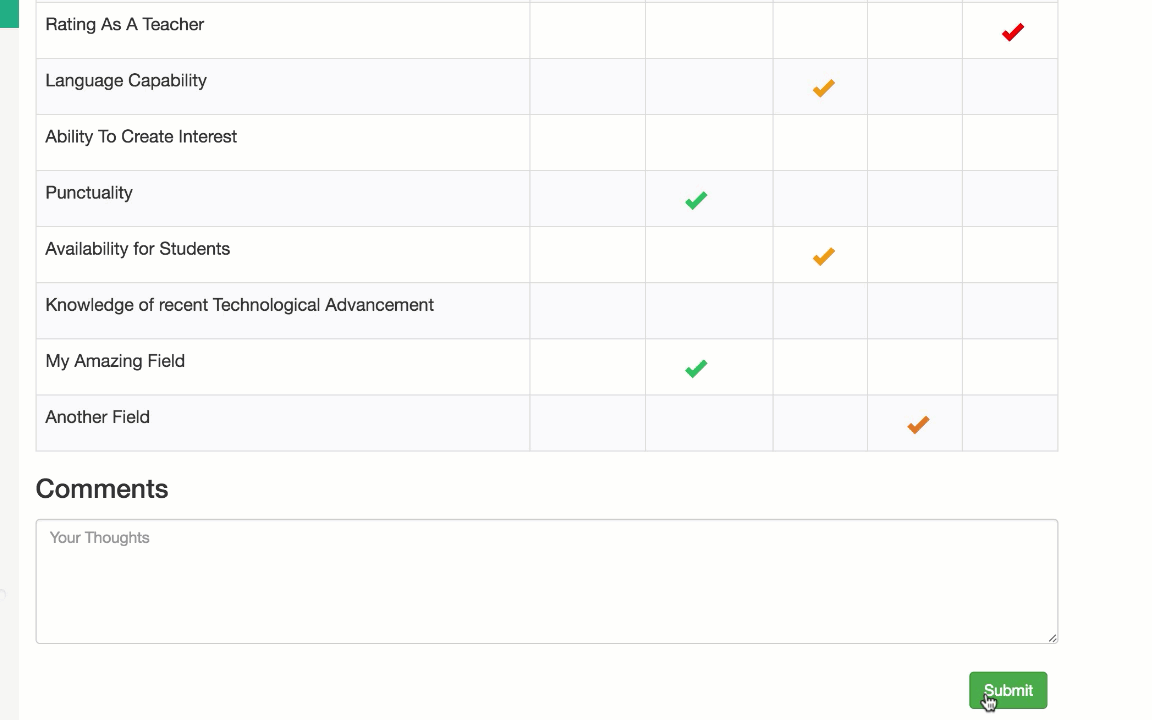 Rating As A Teacher
Language Capability
Ability To Create Interest
Punctuality
Availability for Students
Knowledge of recent Technological Advancement
My Amazing Field
Another Field
Comments
Your Thoughts
Submit